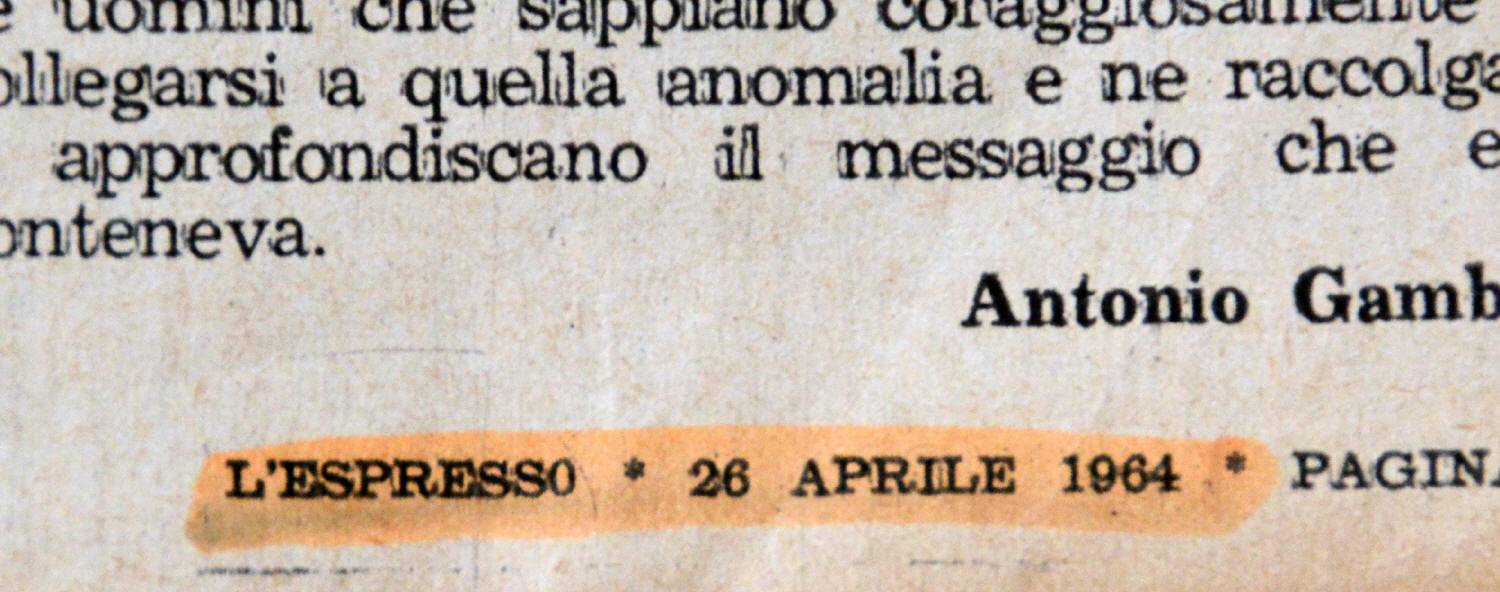 e uomini che sappiano coraggiosamente
ollegarsi a quella anomalia e ne raccolga
approfondiscano il messaggio che e
onteneva.
Antonio Gamb
L'ESPRESSO * 26 APRILE 1964 * PAGINA